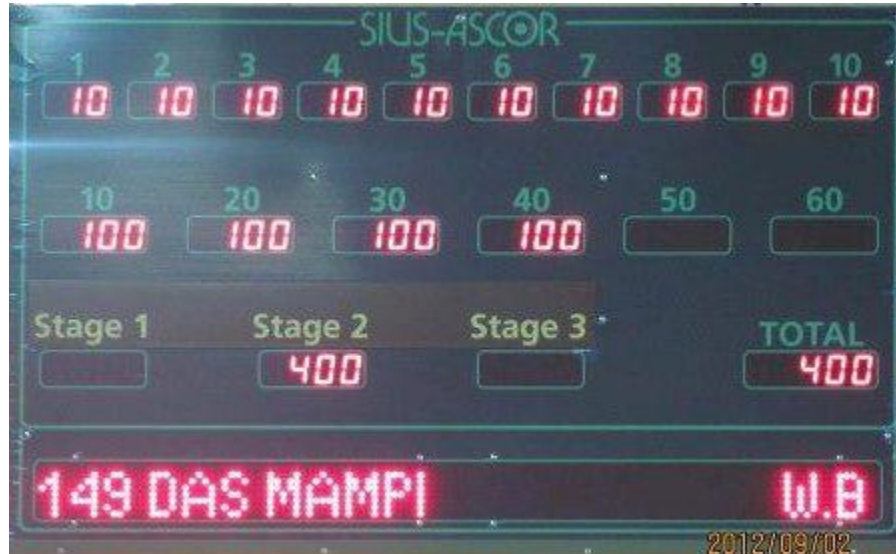 SIUS-ASCOR
1 2 3 4 5 6 7 8 9 10
10 10 10 10 10 10 10 10 10 10
10 20 30 40 50 60
100 100 100 100
Stage 1 Stage 2 Stage 3 TOTAL
400 400
149 DAS MAMPI W.B
2012/09/02